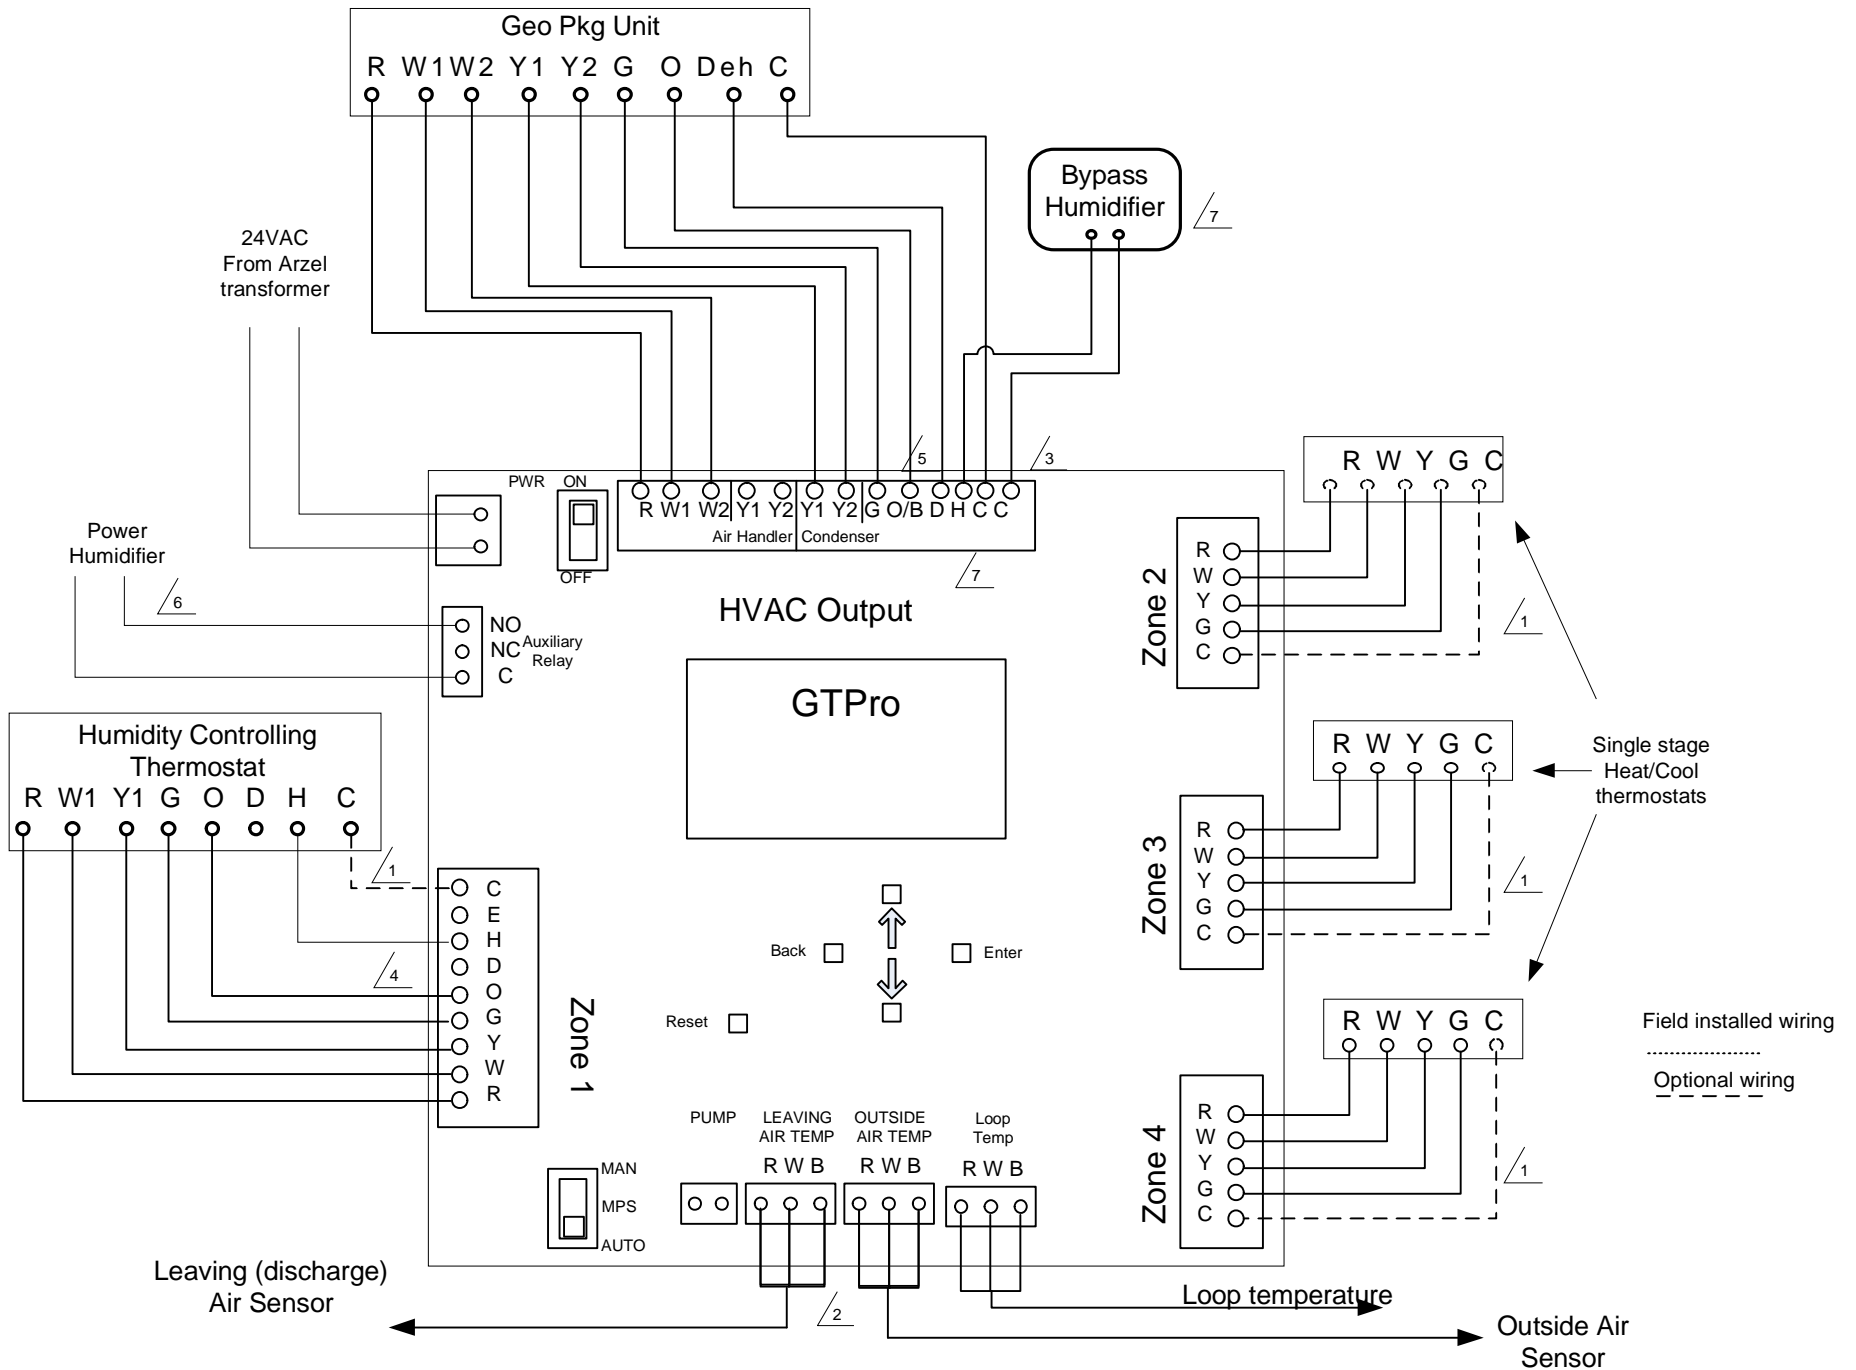 Geo Pkg Unit
R W1 W2 Y1 Y2 G O Deh C
Bypass
Humidifier
7
24VAC
From Arzel
transformer
5
3
PWR
ON
OFF
R W1 W2 Y1 Y2 Y1 Y2 G O/B D H C C
Air Handler Condenser
7
HVAC Output
Power
Humidifier
6
NO
NC
C
Auxiliary
Relay
GTPro
Humidity Controlling
Thermostat
R W1 Y1 G O D H C
1
4
C
E
H
D
O
G
Y
W
R
Zone 1
Back
Enter
Reset
R W Y G C
Zone 2
R
W
Y
G
C
1
R W Y G C
Zone 3
R
W
Y
G
C
1
Single stage
Heat/Cool
thermostats
R W Y G C
Zone 4
R
W
Y
G
C
1
Field installed wiring
Optional wiring
MAN
MPS
AUTO
PUMP
LEAVING
AIR TEMP
R W B
OUTSIDE
AIR TEMP
R W B
Loop
Temp
R W B
2
Leaving (discharge)
Air Sensor
Loop temperature
Outside Air
Sensor